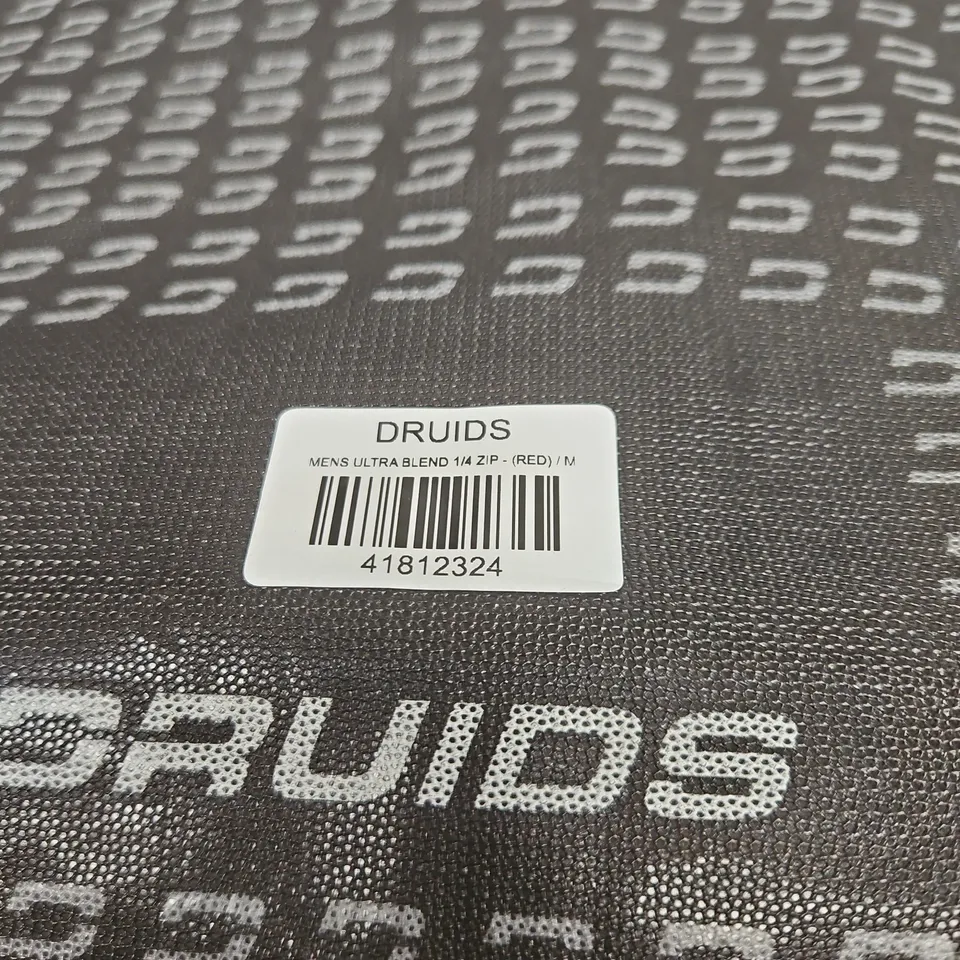 DRUIDS
MENS ULTRA BLEND 1/4 ZIP - (RED) / M
41812324
DRUIDS